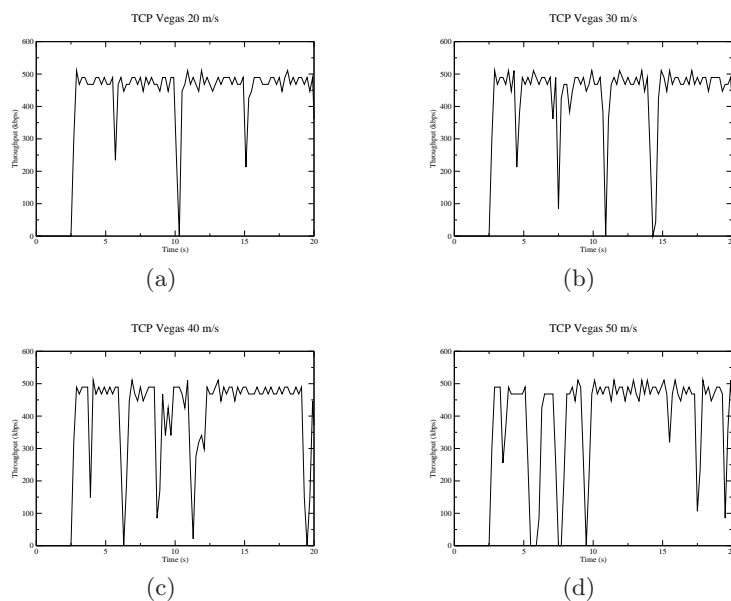 TCP Vegas 20 m/s
600
500
400
300
200
100
0
Throughput (kbps)
0 5 10 15 20
Time (s)
(a)
TCP Vegas 30 m/s
600
500
400
300
200
100
0
Throughput (kbps)
0 5 10 15 20
Time (s)
(b)
TCP Vegas 40 m/s
600
500
400
300
200
100
0
Throughput (kbps)
0 5 10 15 20
Time (s)
(c)
TCP Vegas 50 m/s
600
500
400
300
200
100
0
Throughput (kbps)
0 5 10 15 20
Time (s)
(d)